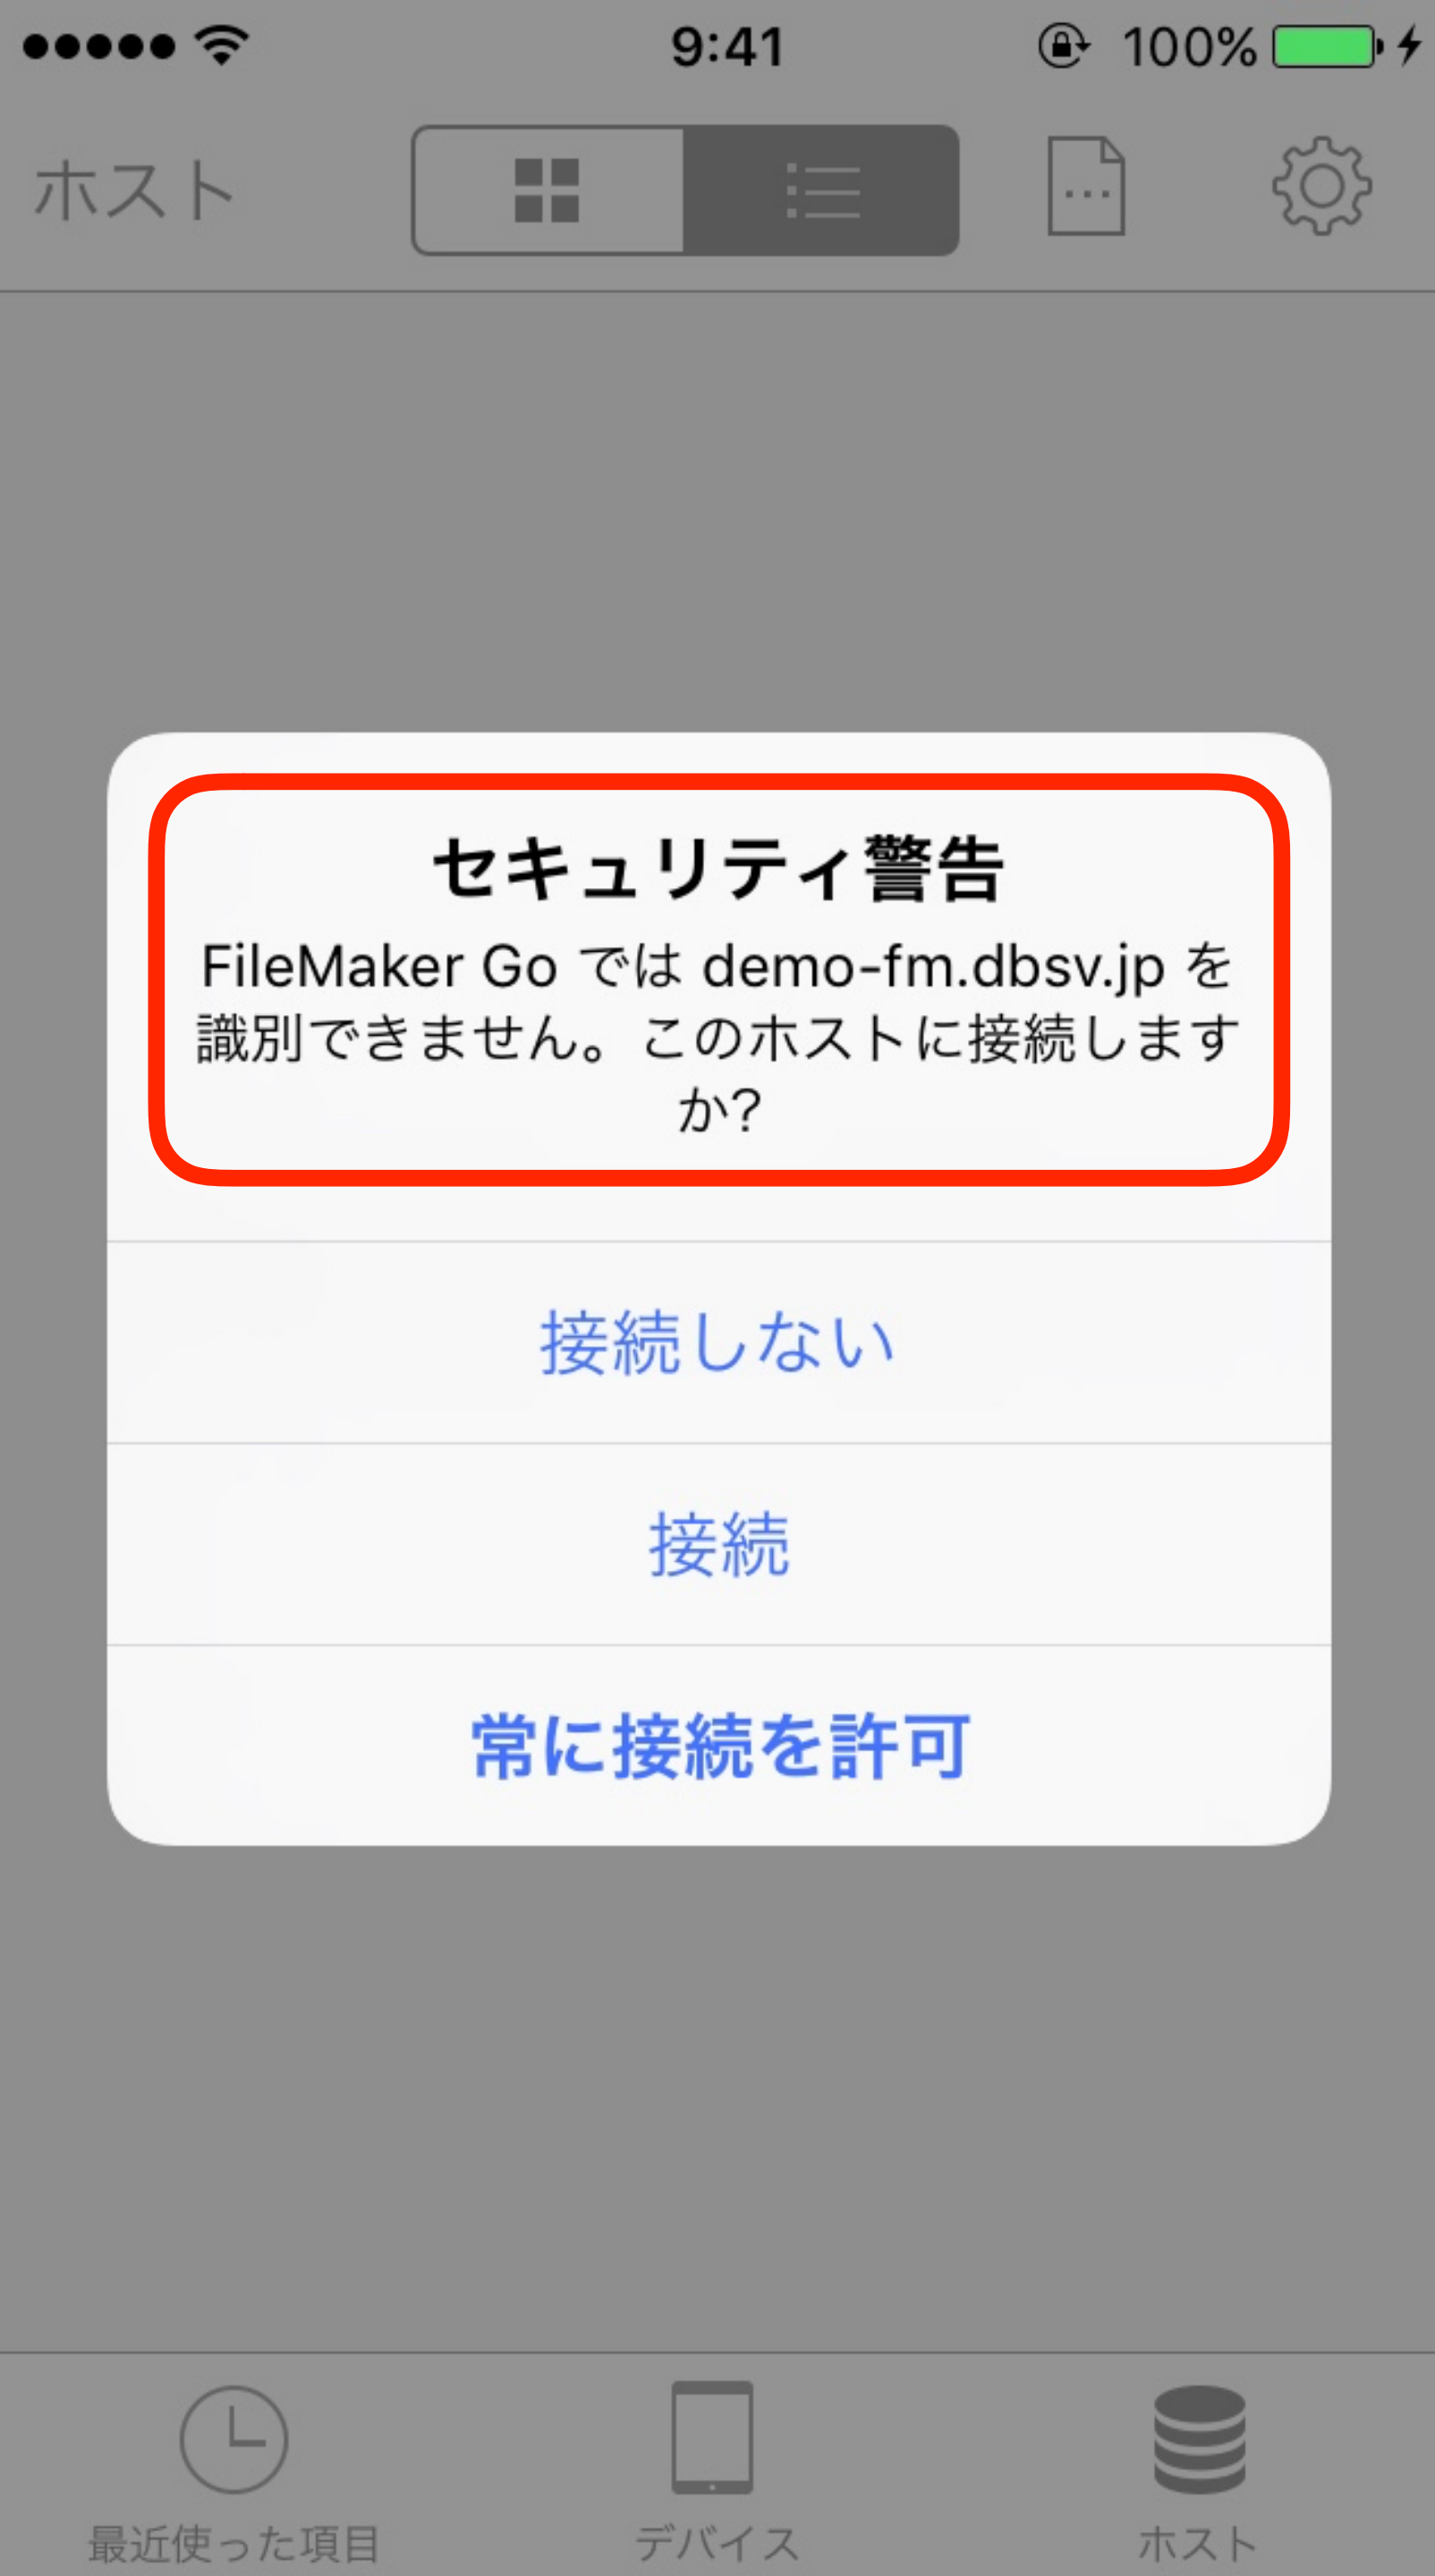 9:41
100%
ホスト
セキュリティ警告
FileMaker Go では demo-fm.dbsv.jp を
識別できません。このホストに接続します
か?
接続しない
接続
常に接続を許可
最近使った項目
デバイス
ホスト